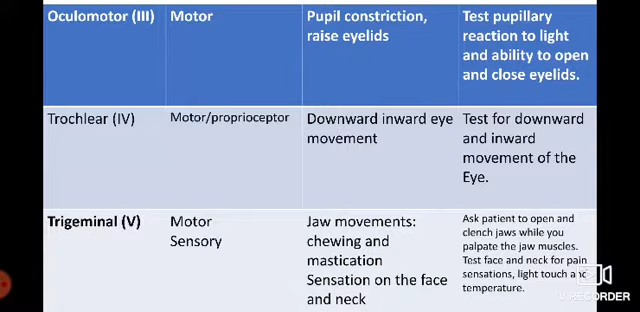 Oculomotor (III) Motor Pupil constriction, Test pupillary
raise eyelids reaction to light
and ability to open
and close eyelids.
Trochlear (IV) Motor/proprioceptor Downward inward eye Test for downward
movement and inward
movement of the
Eye.
Trigeminal (V) Motor Jaw movements: Ask patient to open and
Sensory chewing and clench jaws while you
mastication palpate the jaw muscles.
Sensation on the face Test face and neck for pain
and neck sensations, light touch and
temperature.
V RECORDER